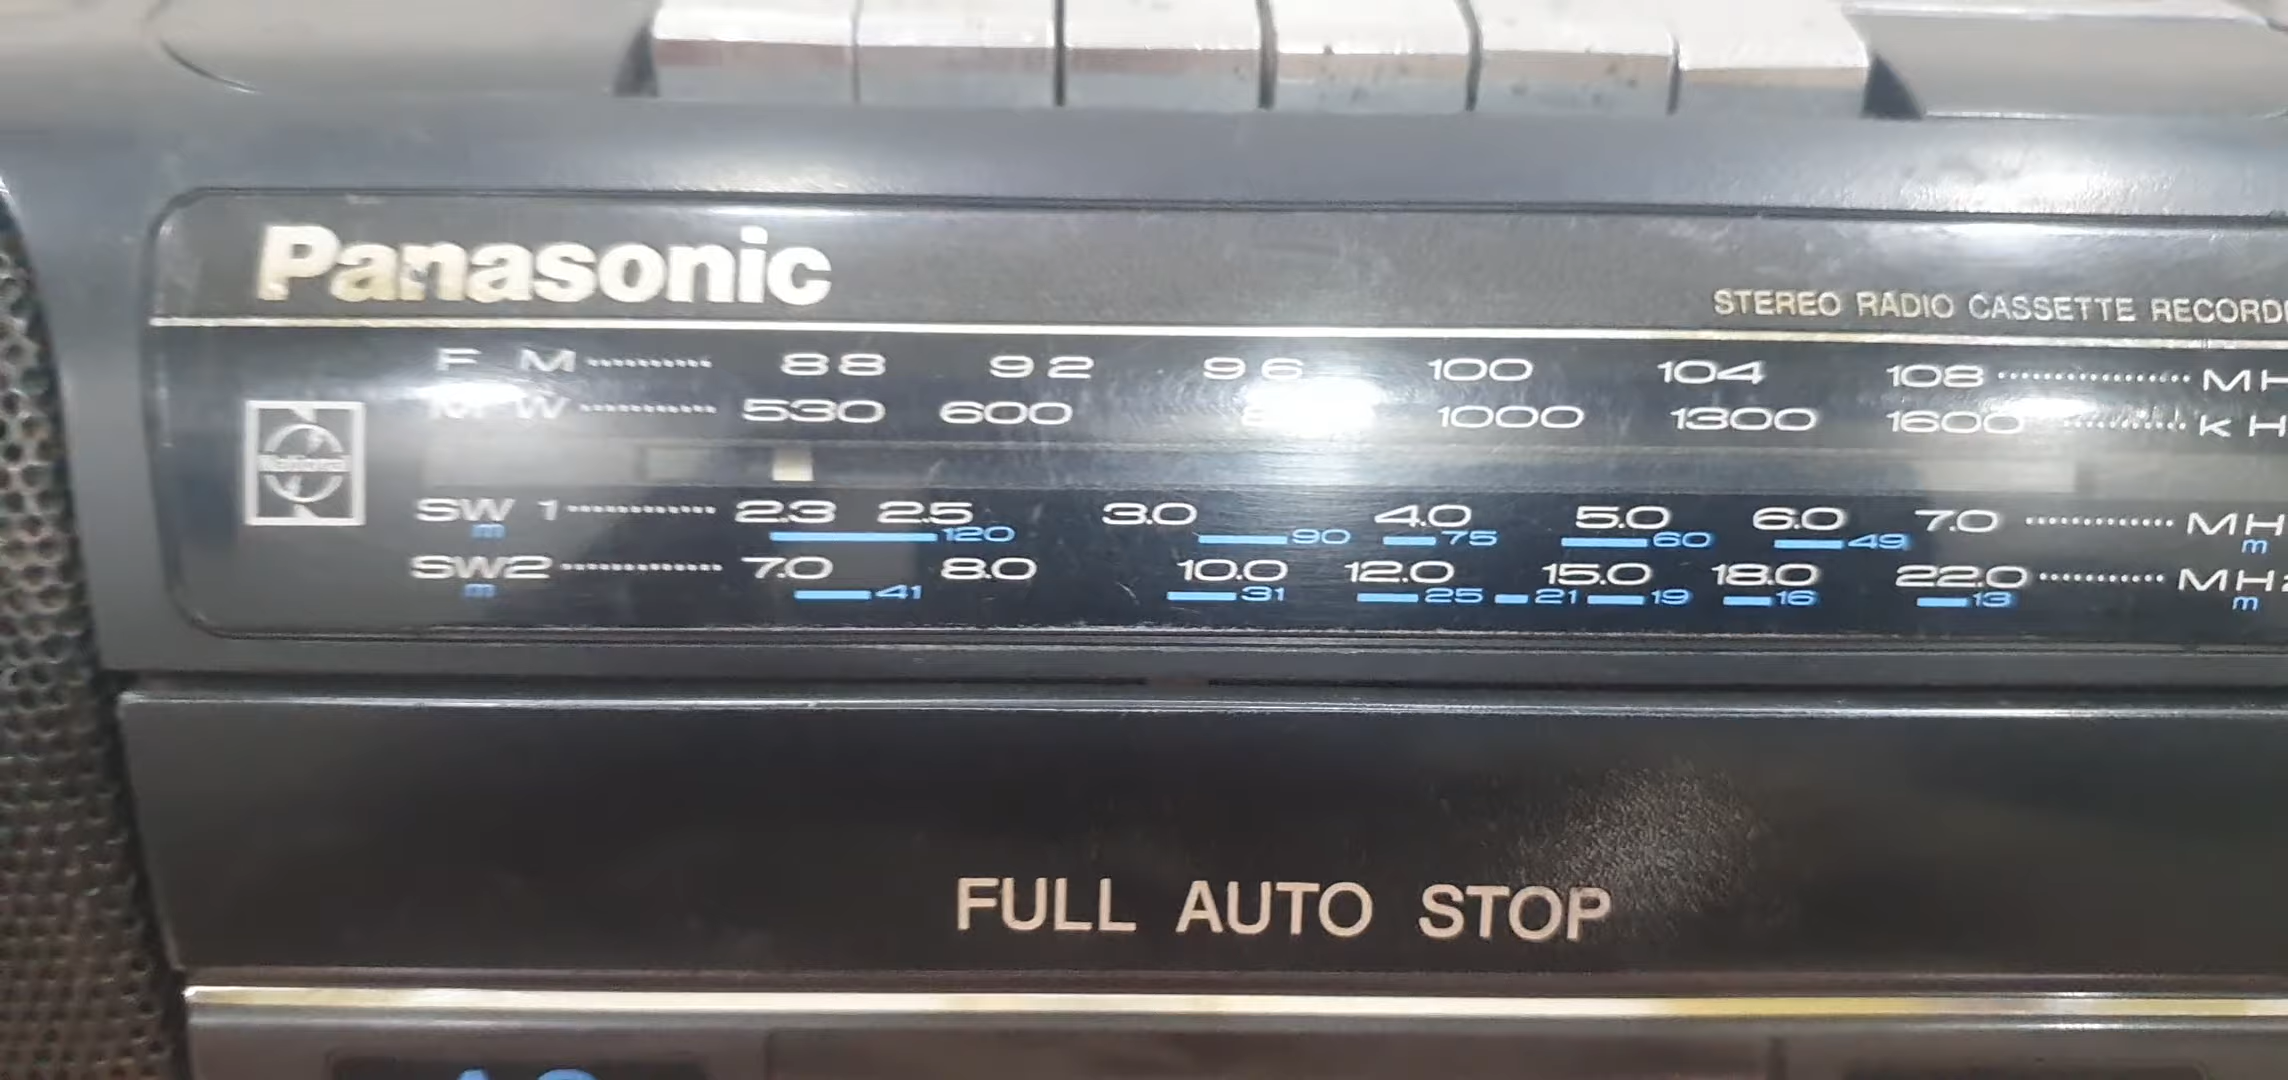 Panasonic
STEREO RADIO CASSETTE RECORD
FM 88 92 96 100 104 108 MH
MW 530 600 1000 1300 1600 kH
National
SW 1 2.3 2.5 3.0 4.0 5.0 6.0 7.0 MH
m 120 90 75 60 49 m
SW2 7.0 8.0 10.0 12.0 15.0 18.0 22.0 MHz
m 41 31 25 21 19 16 13 m
FULL AUTO STOP